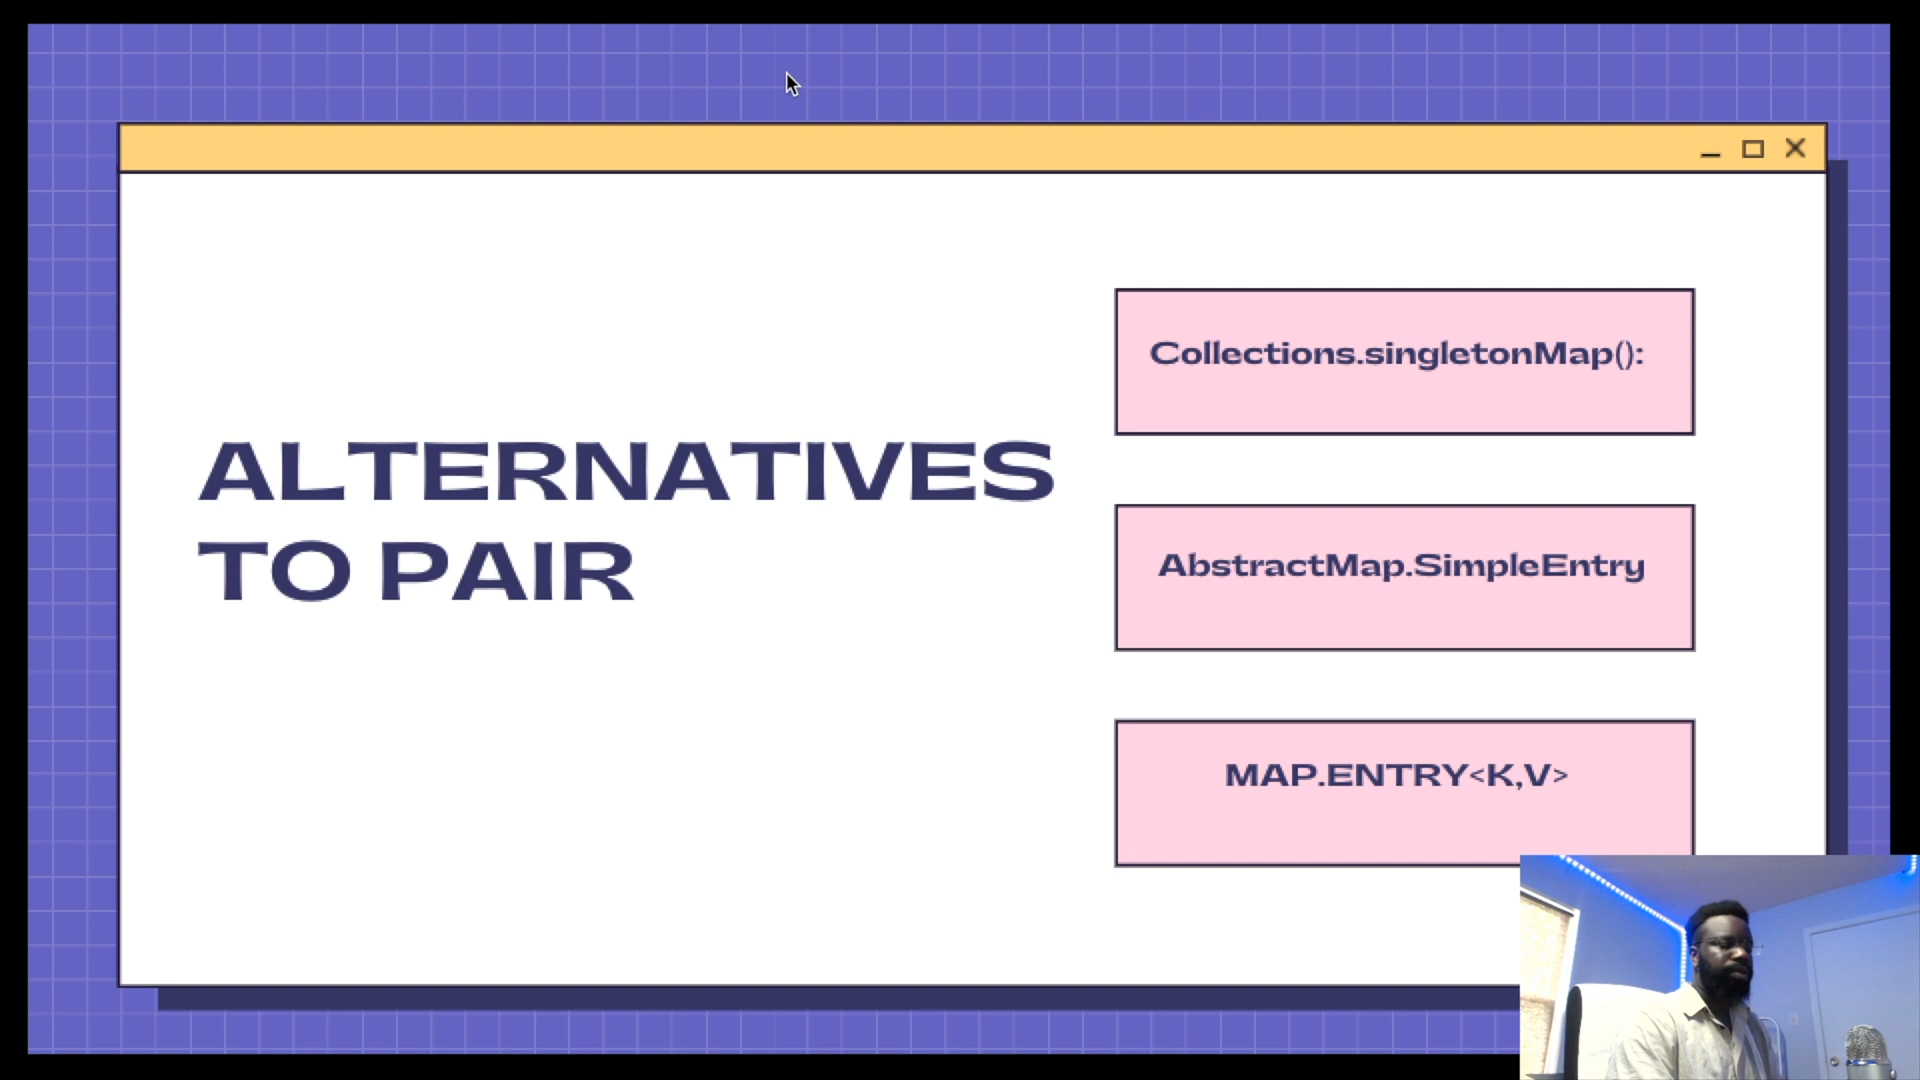 ALTERNATIVES
TO PAIR
Collections.singletonMap():
AbstractMap.SimpleEntry
MAP.ENTRY<K,V>